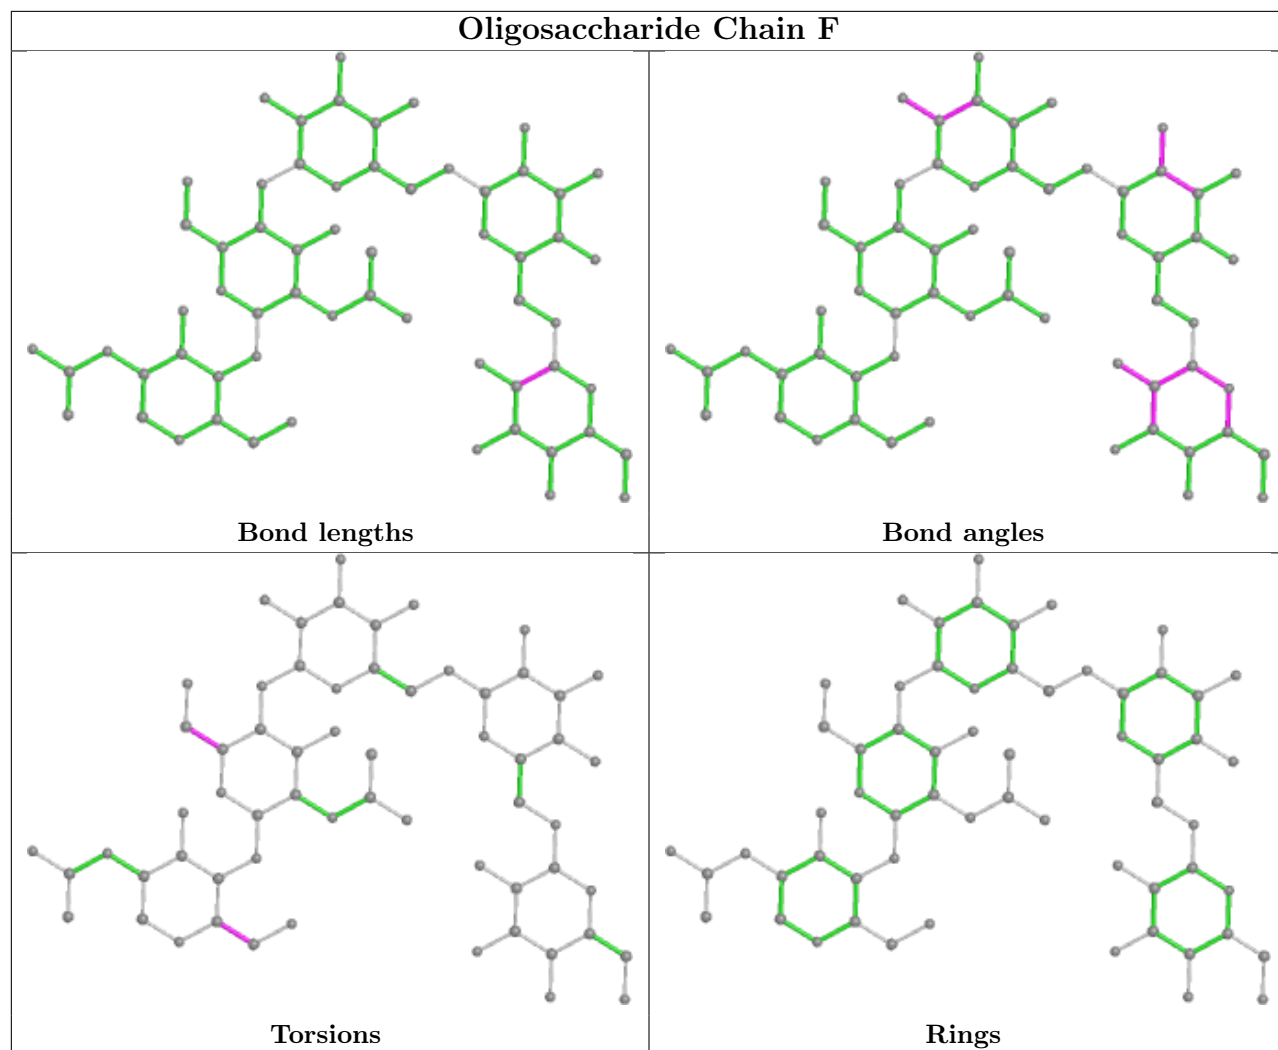 Oligosaccharide Chain F
Bond lengths
Bond angles
Torsions
Rings